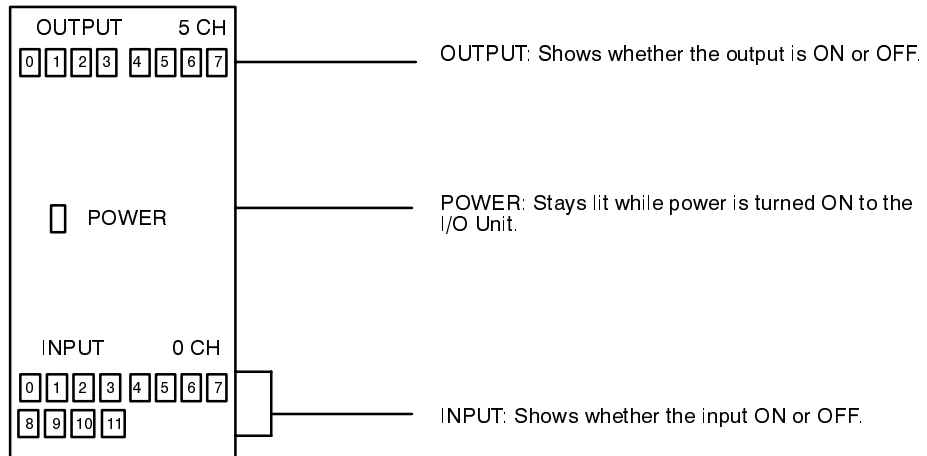 OUTPUT 5 CH
0 1 2 3 4 5 6 7
OUTPUT: Shows whether the output is ON or OFF.
POWER
POWER: Stays lit while power is turned ON to the
I/O Unit.
INPUT 0 CH
0 1 2 3 4 5 6 7
8 9 10 11
INPUT: Shows whether the input ON or OFF.